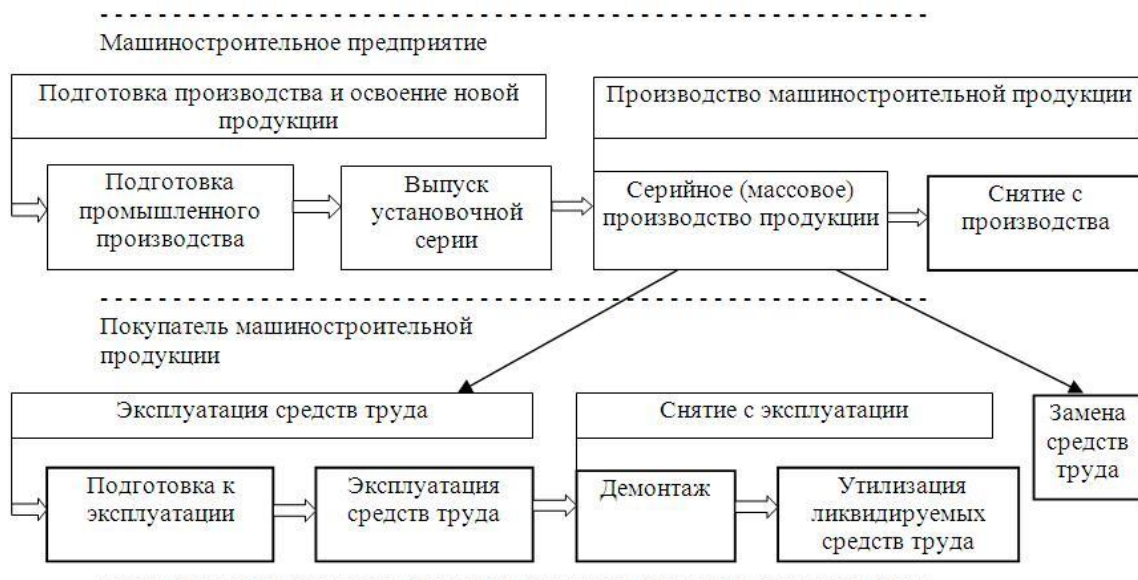 Машиностроительное предприятие
Подготовка производства и освоение новой
продукции
Производство машиностроительной продукции
Подготовка
промышленного
производства
Выпуск
установочной
серии
Серийное (массовое)
производство продукции
Снятие с
производства
Покупатель машиностроительной
продукции
Эксплуатация средств труда
Снятие с эксплуатации
Замена
средств
труда
Подготовка к
эксплуатации
Эксплуатация
средств труда
Демонтаж
Утилизация
ликвидируемых
средств труда